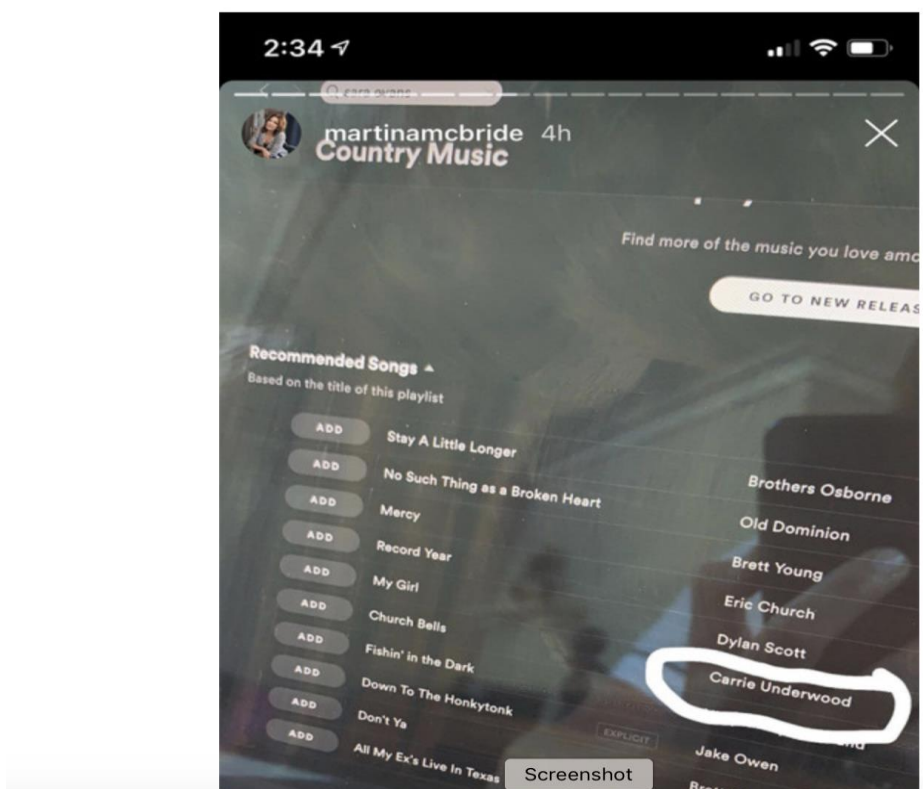 2:34
sara evans
martinamcbride 4h
Country Music
Find more of the music you love
GO TO NEW
Recommended Songs
Based on the title of this playlist
ADD Stay A Little Longer Brothers Osborne
ADD No Such Thing as a Broken Heart Old Dominion
ADD Mercy Brett Young
ADD Record Year Eric Church
ADD My Girl Dylan Scott
ADD Church Bells Carrie Underwood
ADD Fishin' in the Dark
ADD Down To The Honkytonk EXPLICIT Jake Owen
ADD Don't Ya
ADD All My Ex's Live In Texas
Screenshot